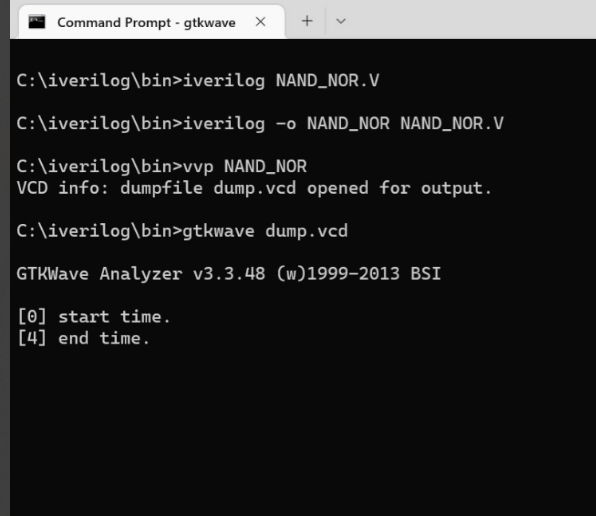 Command Prompt - gtkwave
C:\iverilog\bin>iverilog NAND_NOR.V
C:\iverilog\bin>iverilog -o NAND_NOR NAND_NOR.V
C:\iverilog\bin>vvp NAND_NOR
VCD info: dumpfile dump.vcd opened for output.
C:\iverilog\bin>gtkwave dump.vcd
GTKWave Analyzer v3.3.48 (w)1999-2013 BSI
[0] start time.
[4] end time.